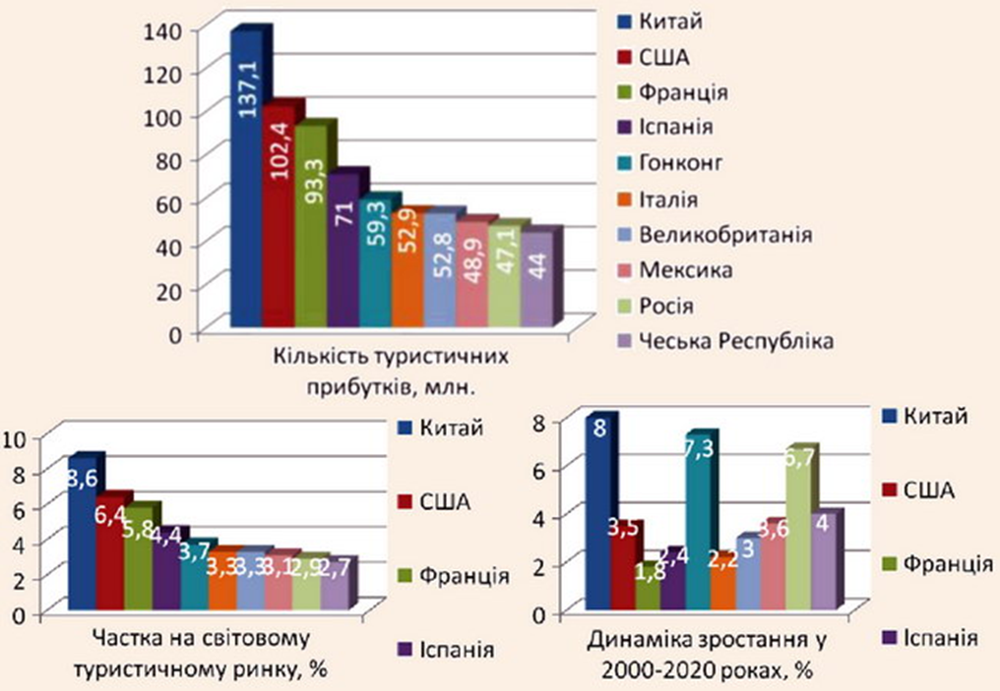 140
120
100
80
60
40
20
0
137,1
102,4
93,3
71
59,3
52,9
52,8
48,9
47,1
44
Кількість туристичних
прибутків, млн.
Китай
США
Франція
Іспанія
Гонконг
Італія
Великобританія
Мексика
Росія
Чеська Республіка
10
8
6
4
2
0
8,6
6,4
5,8
4,4
3,7
3,3
3,3
3,1
2,9
2,7
Частка на світовому
туристичному ринку, %
Китай
США
Франція
Іспанія
8
6
4
2
0
8
3,5
1,8
2,4
7,3
2,2
3
3,6
6,7
4
Динаміка зростання у
2000-2020 роках, %
Китай
США
Франція
Іспанія